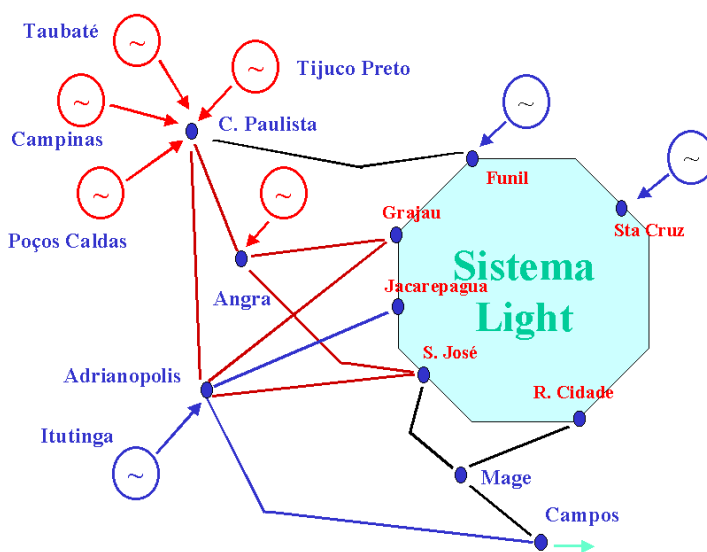 Taubaté
Tijuco Preto
~
~
~
~
C. Paulista
Campinas
~
Funil
~
~
Grajau
Sta Cruz
Poços Caldas
Sistema
Light
Angra
Jacarepagua
S. José
Adrianopolis
R. Cidade
Itutinga
~
Mage
Campos